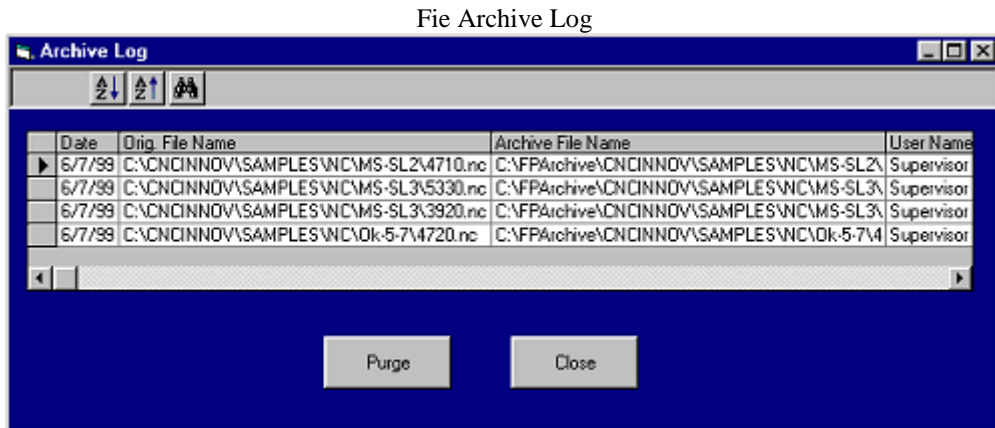 Fie Archive Log
Archive Log
Date Orig. File Name Archive File Name User Name
6/7/99 C:\CNCINNOV\SAMPLES\NC\MS-SL2\4710.nc C:\FPArchive\CNCINNOV\SAMPLES\NC\MS-SL2\ Supervisor
6/7/99 C:\CNCINNOV\SAMPLES\NC\MS-SL3\5330.nc C:\FPArchive\CNCINNOV\SAMPLES\NC\MS-SL3\ Supervisor
6/7/99 C:\CNCINNOV\SAMPLES\NC\MS-SL3\3920.nc C:\FPArchive\CNCINNOV\SAMPLES\NC\MS-SL3\ Supervisor
6/7/99 C:\CNCINNOV\SAMPLES\NC\Ok-5-7\4720.nc C:\FPArchive\CNCINNOV\SAMPLES\NC\Ok-5-7\4 Supervisor
Purge Close